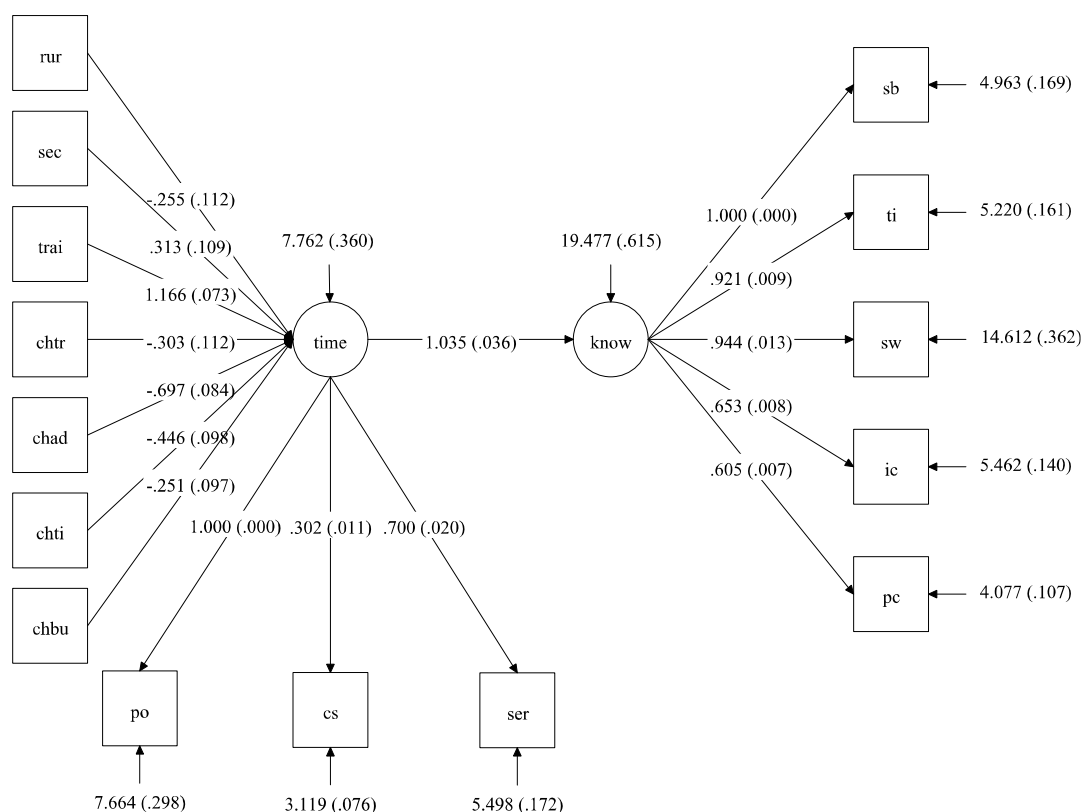 rur
sec
trai
chtr
chad
chti
chbu
-.255 (.112)
.313 (.109)
1.166 (.073)
-.303 (.112)
-.697 (.084)
-.446 (.098)
-.251 (.097)
7.762 (.360)
time
1.035 (.036)
19.477 (.615)
know
1.000 (.000)
.921 (.009)
.944 (.013)
.653 (.008)
.605 (.007)
sb
4.963 (.169)
ti
5.220 (.161)
sw
14.612 (.362)
ic
5.462 (.140)
pc
4.077 (.107)
1.000 (.000)
.302 (.011)
.700 (.020)
po
cs
ser
7.664 (.298)
3.119 (.076)
5.498 (.172)